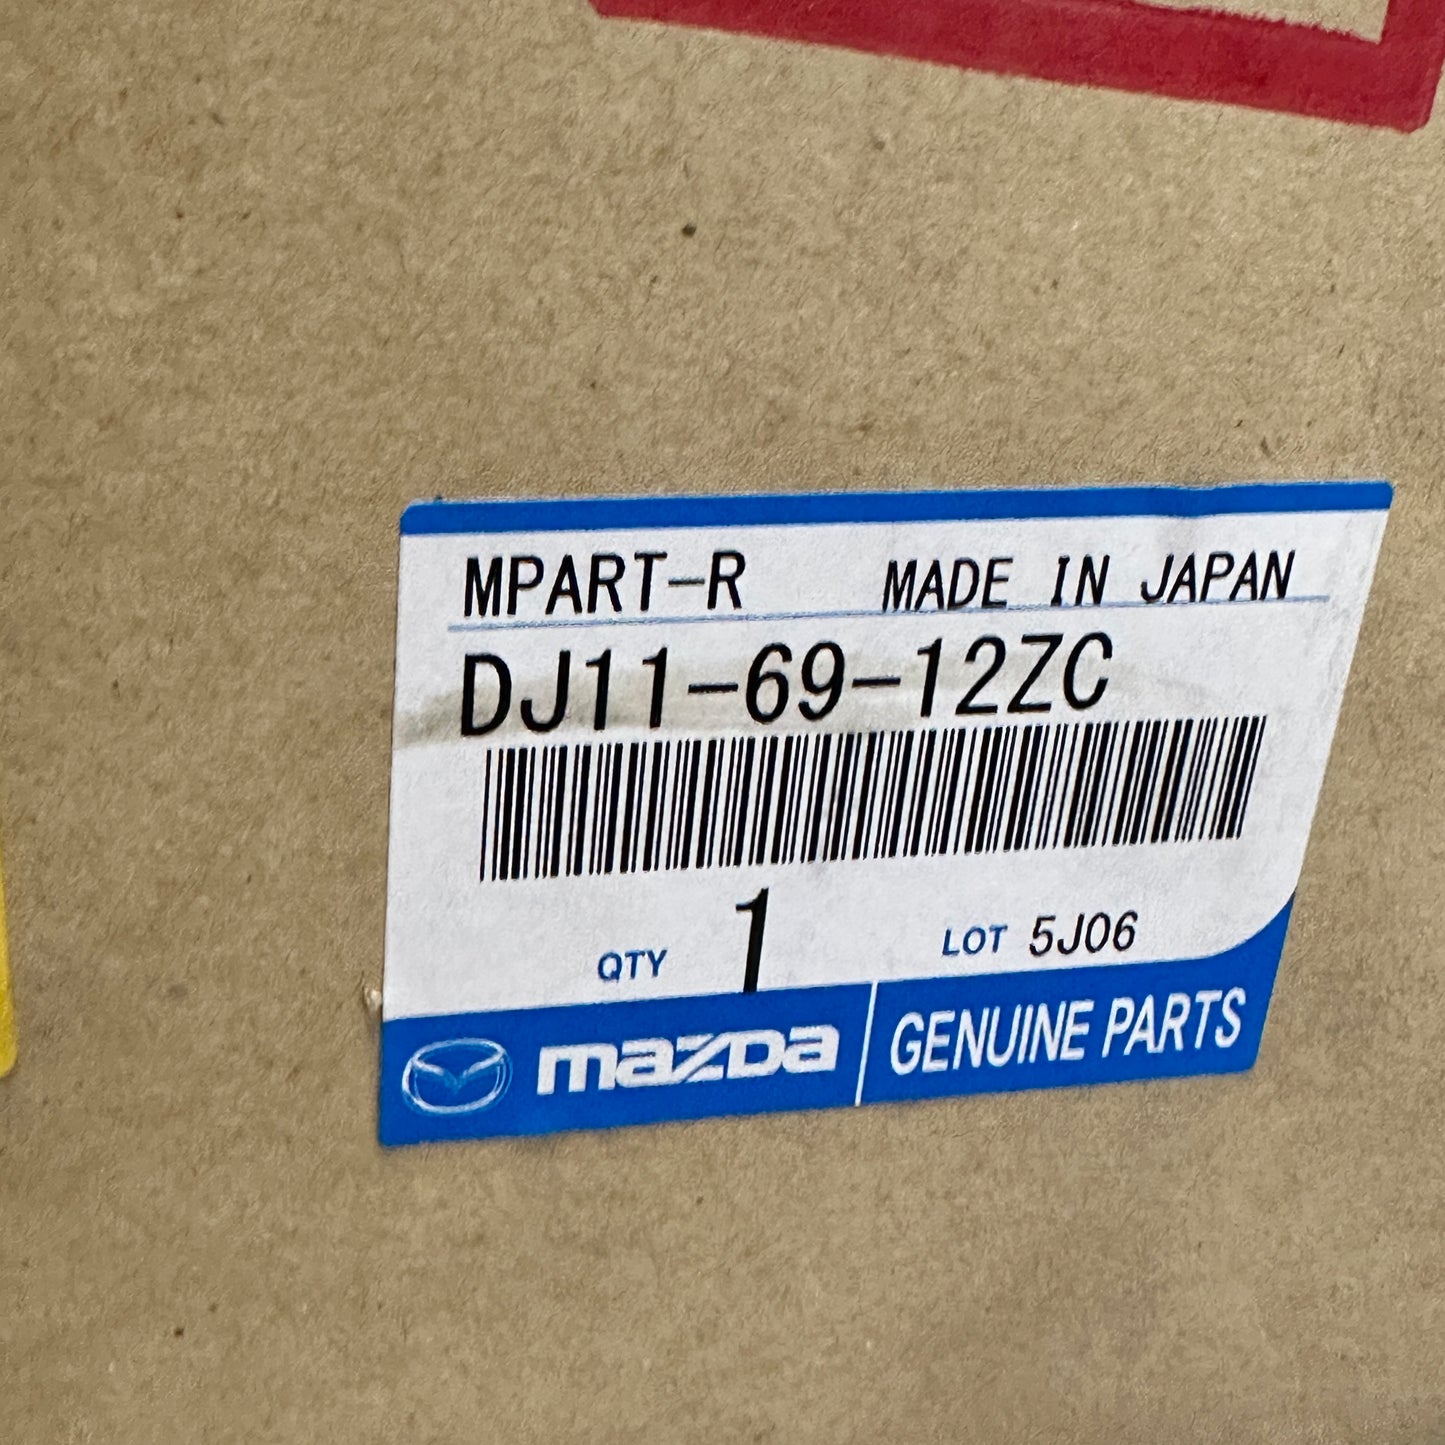 MPART-R MADE IN JAPAN
DJ11-69-12ZC
QTY 1 LOT 5J06
mazda GENUINE PARTS